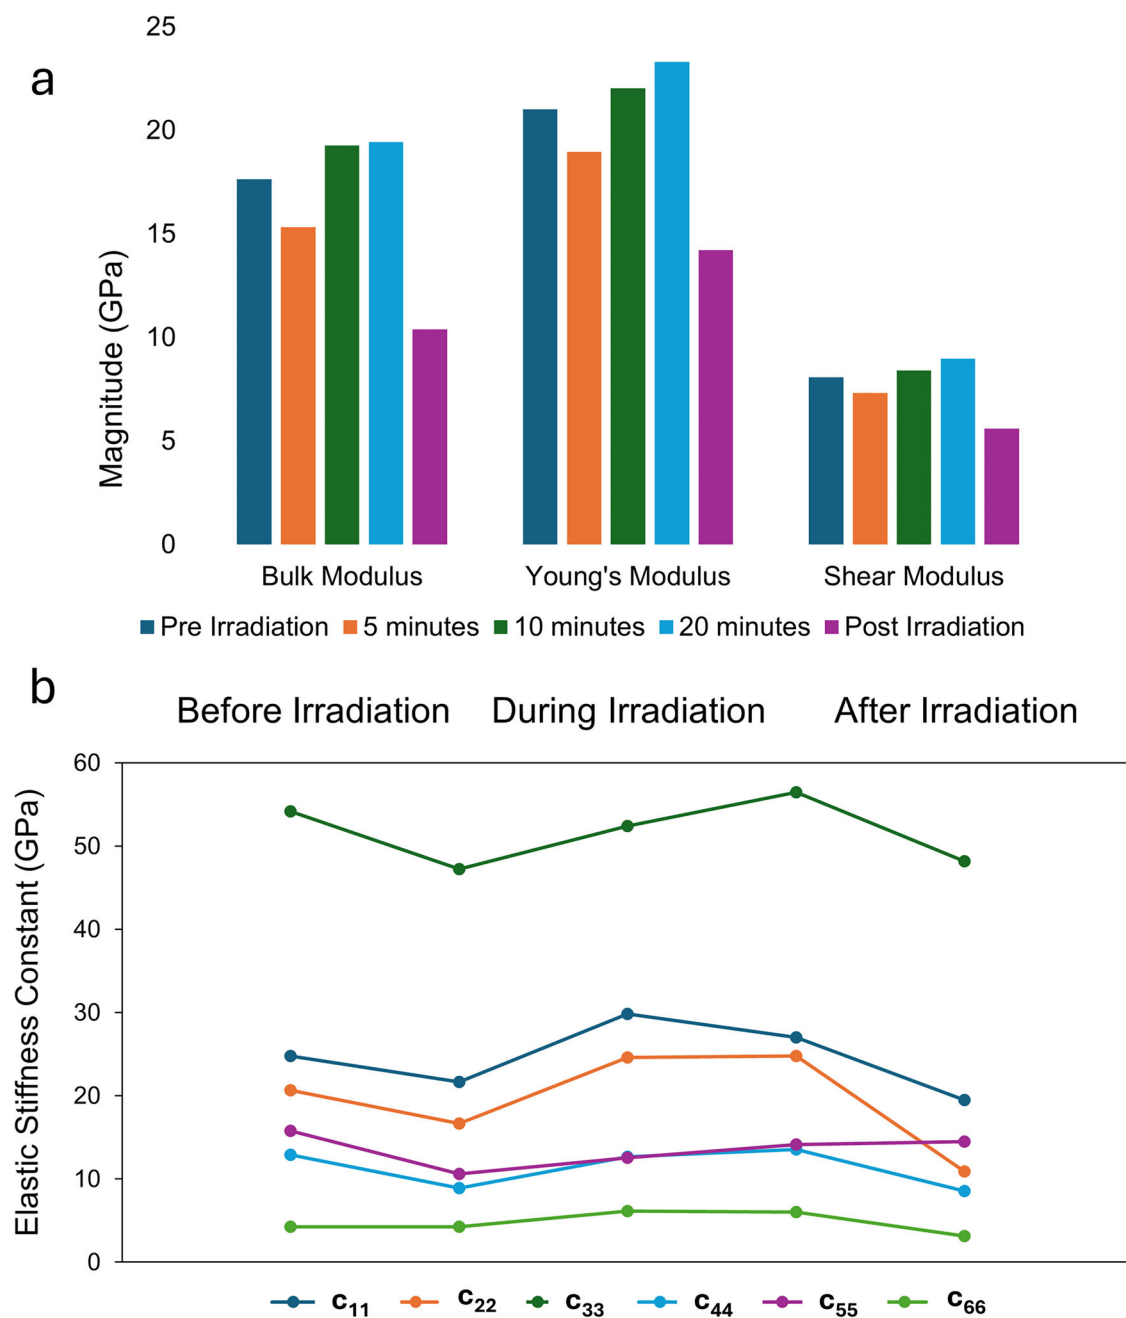 a
25
20
15
10
5
0
Magnitude (GPa)
Bulk Modulus Young's Modulus Shear Modulus
Pre Irradiation 5 minutes 10 minutes 20 minutes Post Irradiation
b
Before Irradiation During Irradiation After Irradiation
60
50
40
30
20
10
0
Elastic Stiffness Constant (GPa)
c11 c22 c33 c44 c55 c66